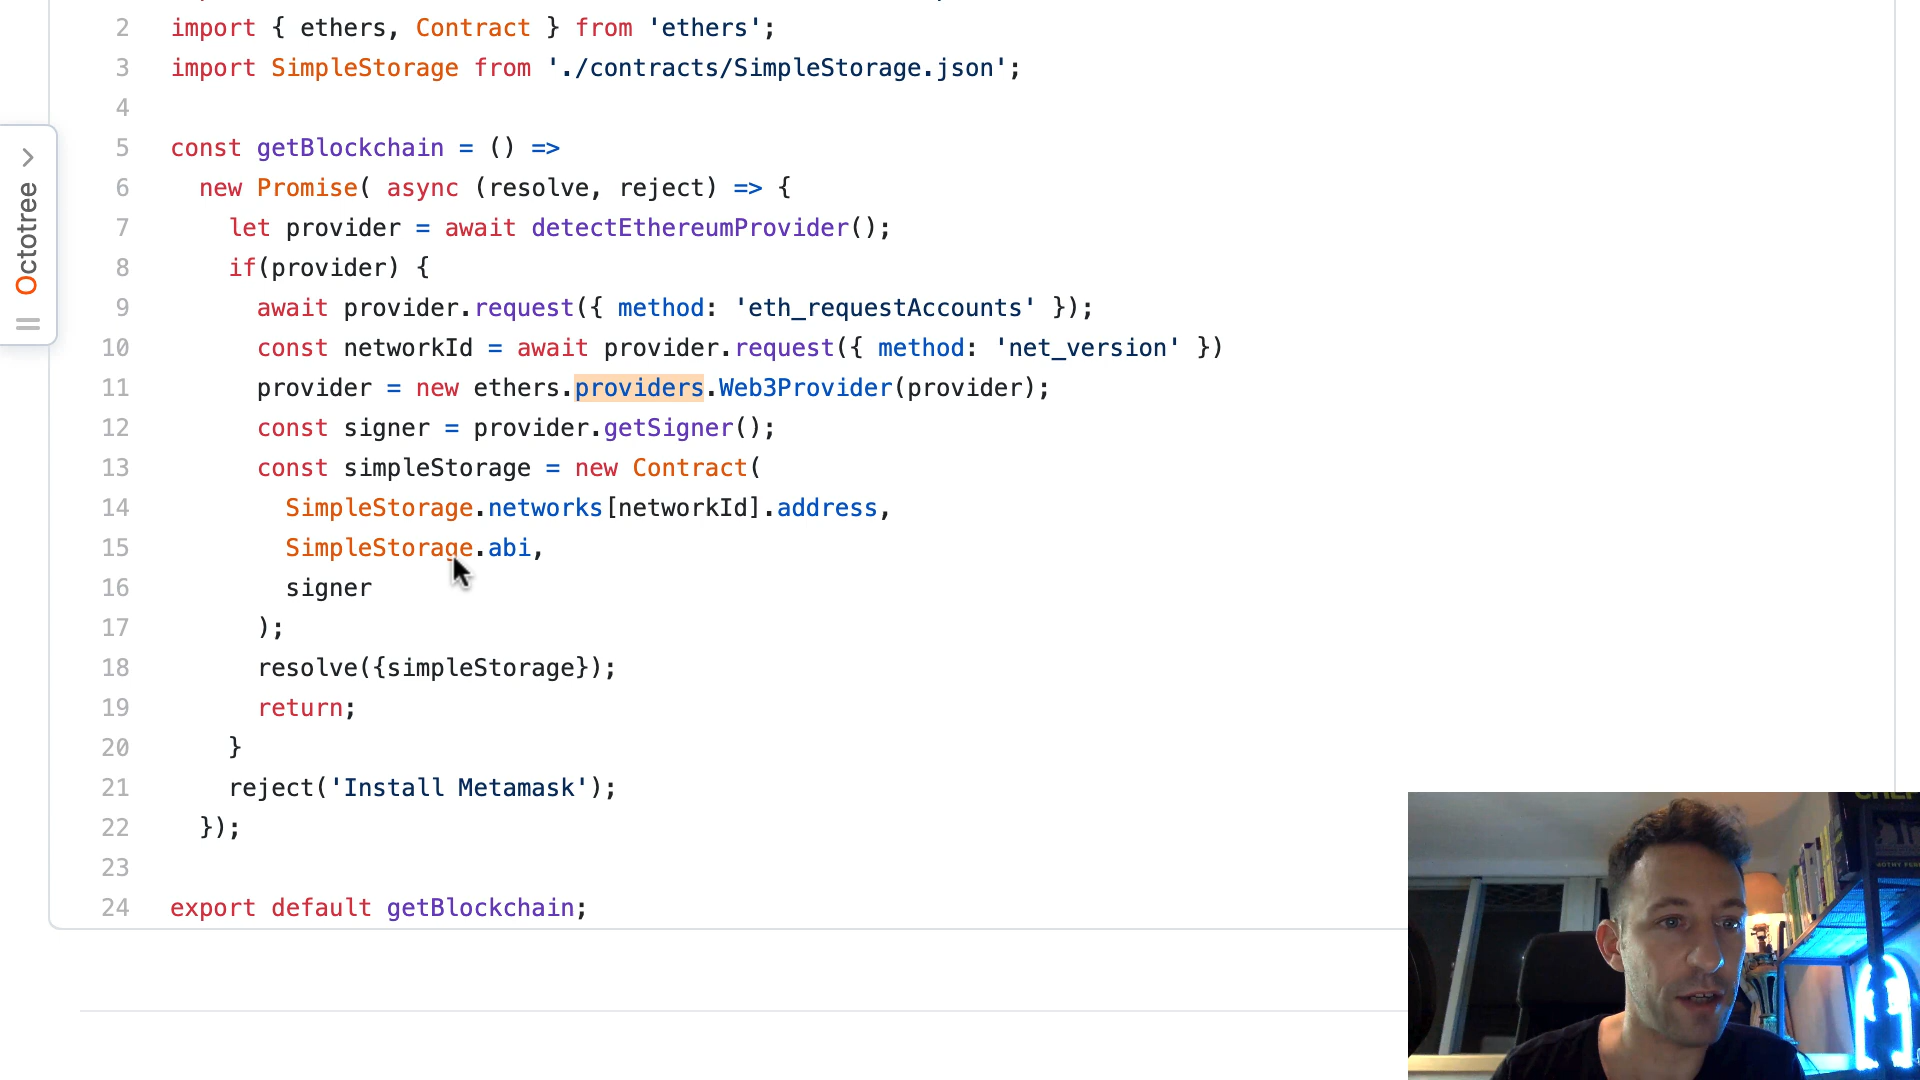 2 import { ethers, Contract } from 'ethers';
3 import SimpleStorage from './contracts/SimpleStorage.json';
4
5 const getBlockchain = () =>
6 new Promise( async (resolve, reject) => {
7 let provider = await detectEthereumProvider();
8 if(provider) {
9 await provider.request({ method: 'eth_requestAccounts' });
10 const networkId = await provider.request({ method: 'net_version' })
11 provider = new ethers.providers.Web3Provider(provider);
12 const signer = provider.getSigner();
13 const simpleStorage = new Contract(
14 SimpleStorage.networks[networkId].address,
15 SimpleStorage.abi,
16 signer
17 );
18 resolve({simpleStorage});
19 return;
20 }
21 reject('Install Metamask');
22 });
23
24 export default getBlockchain;
Octotree